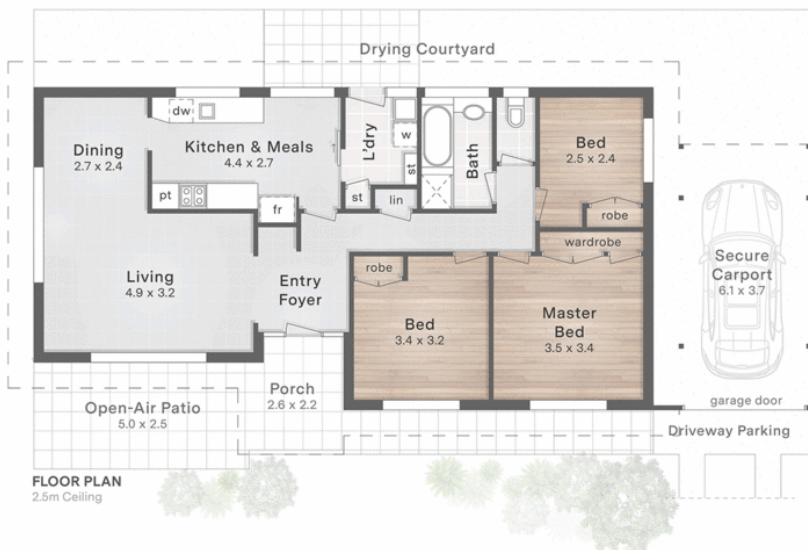 Drying Courtyard
dw
Dining
2.7 x 2.4
Kitchen & Meals
4.4 x 2.7
L'dry
w
st
Bath
Bed
2.5 x 2.4
pt
fr
st
lin
robe
wardrobe
Living
4.9 x 3.2
Entry
Foyer
robe
Bed
3.4 x 3.2
Master
Bed
3.5 x 3.4
Secure
Carport
6.1 x 3.7
garage door
Porch
2.6 x 2.2
Open-Air Patio
5.0 x 2.5
Driveway Parking
FLOOR PLAN
2.5m Ceiling